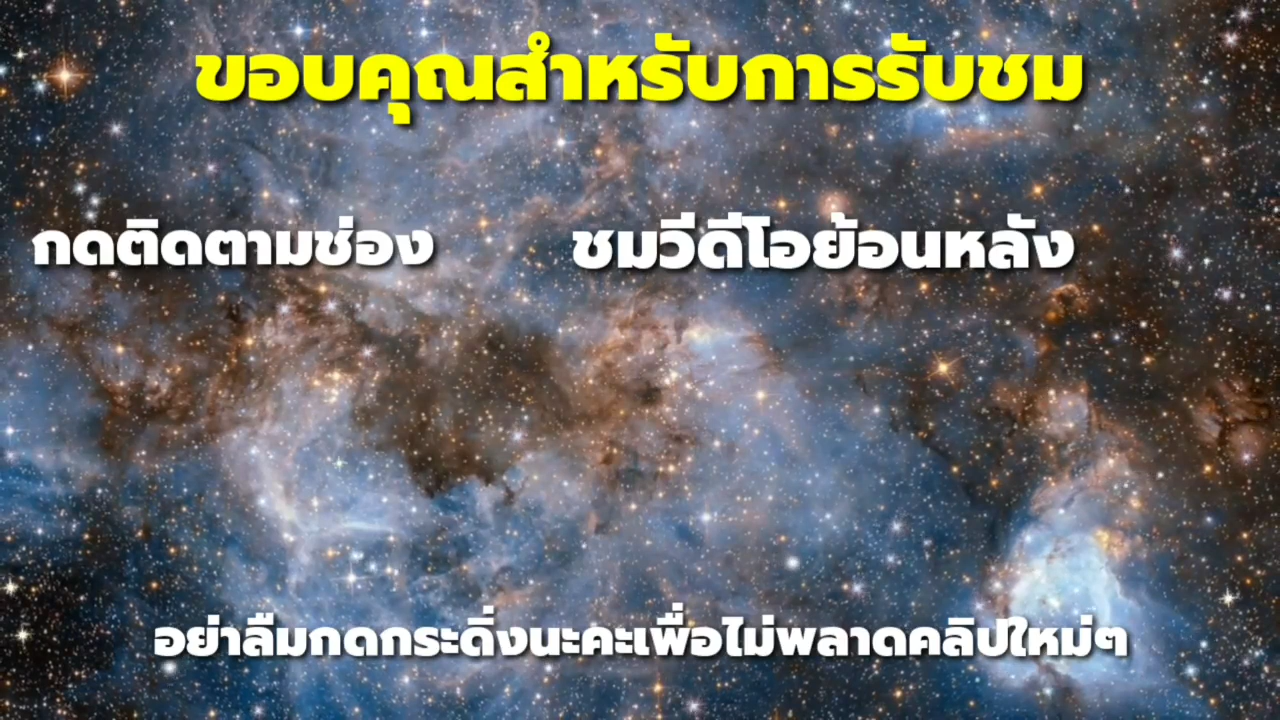 ขอบคุณสำหรับการรับชม
กดติดตามช่อง ชมวีดีโอย้อนหลัง
อย่าลืมกดกระดิ่งนะคะเพื่อไม่พลาดคลิปใหม่ๆ